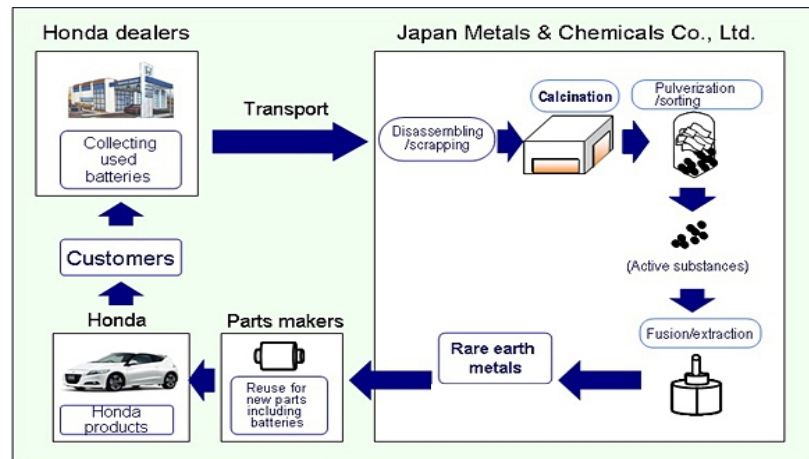 Honda dealers
Japan Metals & Chemicals Co., Ltd.
Collecting
used
batteries
Transport
Disassembling
/scrapping
Calcination
Pulverization
/sorting
(Active substances)
Fusion/extraction
Rare earth
metals
Parts makers
Reuse for
new parts
including
batteries
Honda
Honda
products
Customers